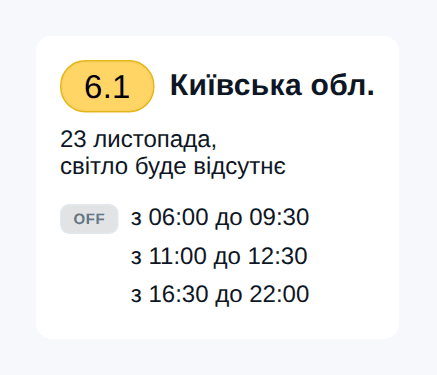 6.1 Київська обл.
23 листопада,
світло буде відсутнє
OFF з 06:00 до 09:30
з 11:00 до 12:30
з 16:30 до 22:00